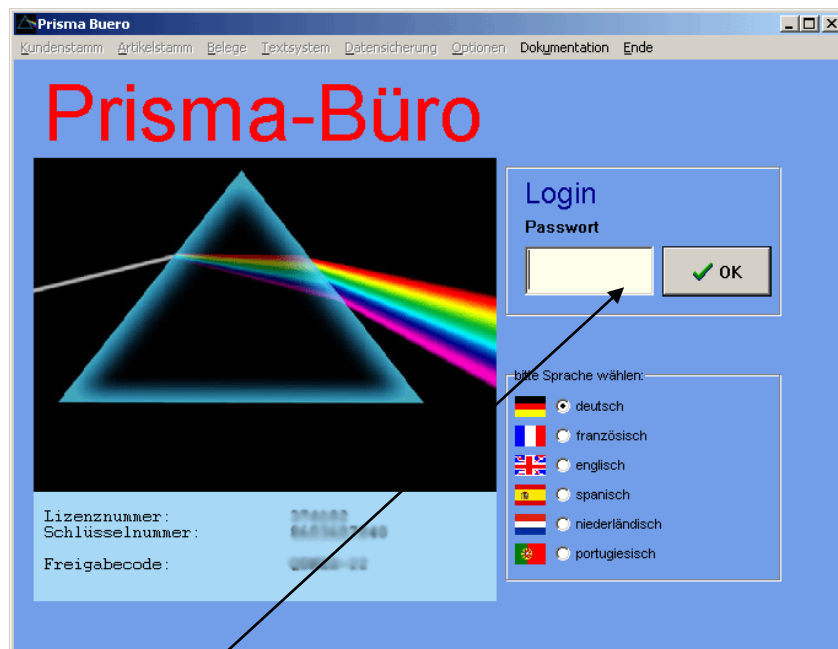 Prisma Buero
Kundenstamm Artikelstamm Belege Textsystem Datensicherung Optionen Dokumentation Ende
Prisma-Büro
Login
Passwort
OK
bitte Sprache wählen:
deutsch
französisch
englisch
spanisch
niederländisch
portugiesisch
Lizenznummer:
Schlüsselnummer:
Freigabecode: